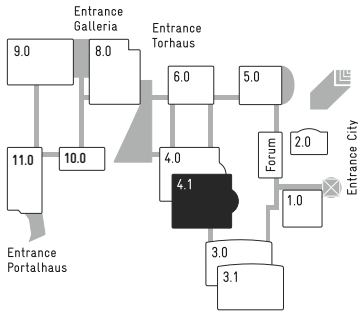 Entrance
Galleria
Entrance
Torhaus
9.0
8.0
6.0
5.0
2.0
Forum
Entrance City
11.0
10.0
4.0
4.1
1.0
Entrance
Portalhaus
3.0
3.1